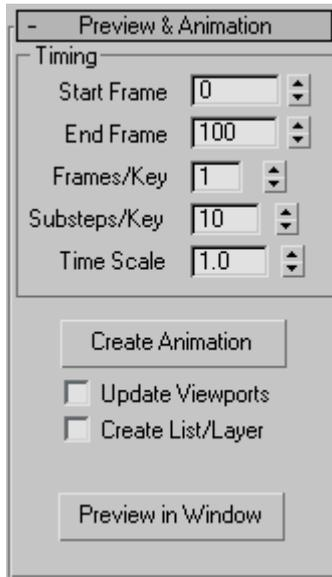 - Preview & Animation
Timing
Start Frame 0
End Frame 100
Frames/Key 1
Substeps/Key 10
Time Scale 1.0
Create Animation
Update Viewports
Create List/Layer
Preview in Window